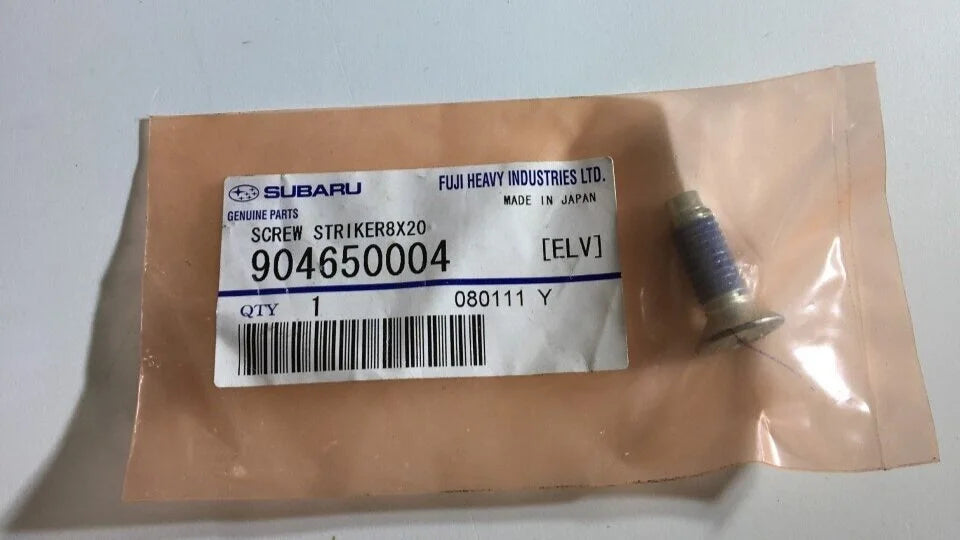 SUBARU FUJI HEAVY INDUSTRIES LTD.
GENUINE PARTS MADE IN JAPAN
SCREW STRIKER8X20
904650004 [ELV]
QTY 1 080111 Y